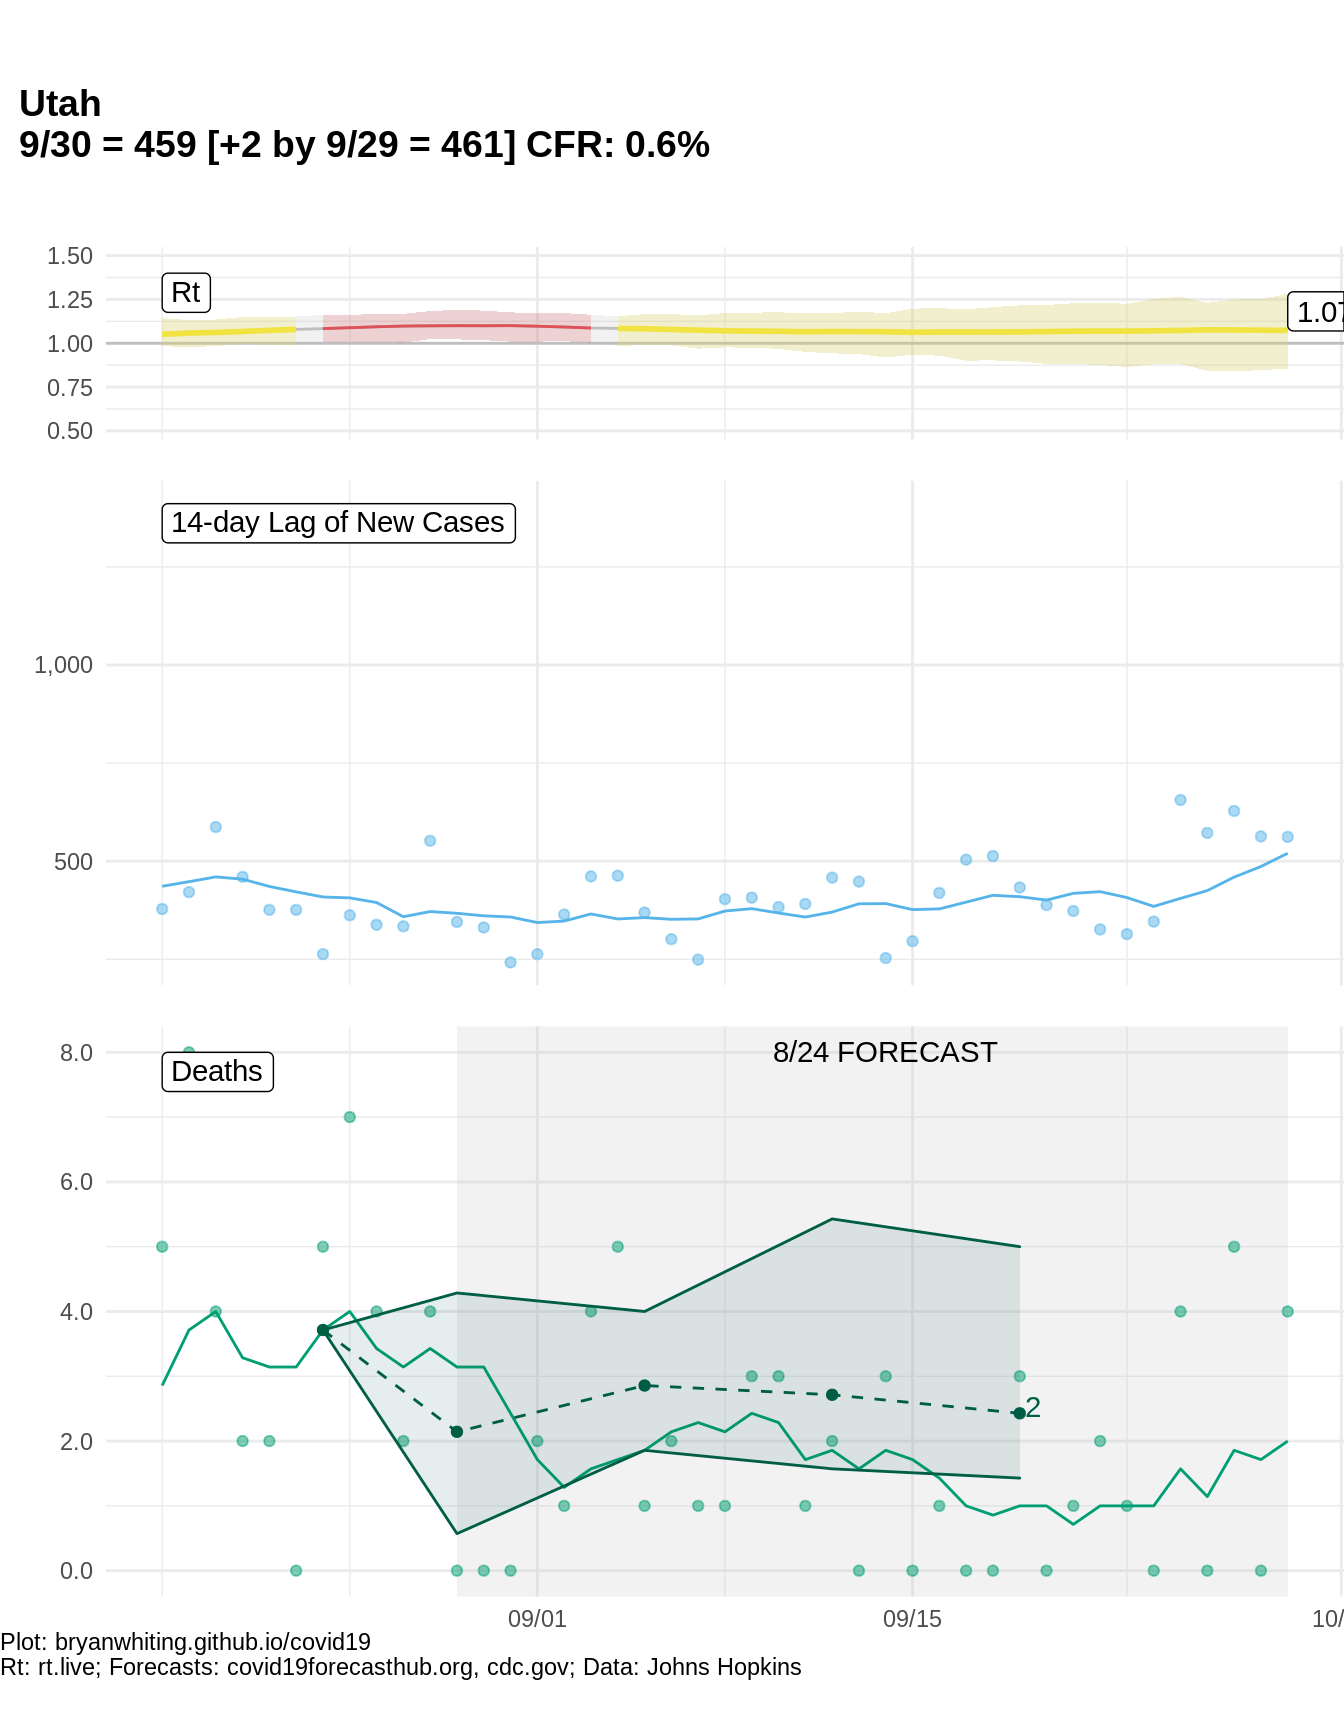 Utah
9/30 = 459 [+2 by 9/29 = 461] CFR: 0.6%
1.50
1.25
1.00
0.75
0.50
Rt
1.07
14-day Lag of New Cases
1,000
500
8/24 FORECAST
Deaths
8.0
6.0
4.0
2.0
0.0
2
09/01
09/15
10/
Plot: bryanwhiting.github.io/covid19
Rt: rt.live; Forecasts: covid19forecasthub.org, cdc.gov; Data: Johns Hopkins